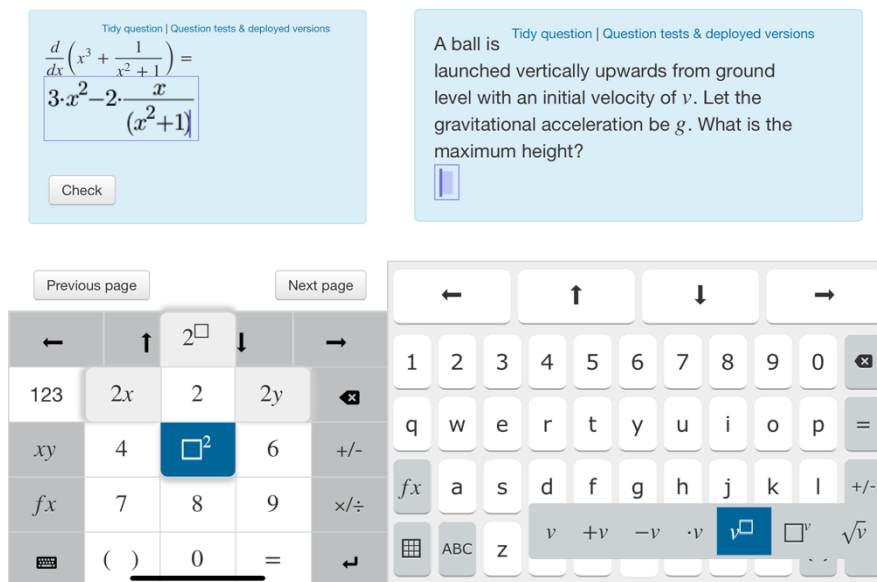 Tidy question | Question tests & deployed versions
d/dx (x³ + 1/(x² + 1)) =
3·x²−2·x/(x²+1)
Check
Previous page
Next page
← ↑ 2□ ↓ →
123 2x 2 2y
xy 4 □² 6 +/-
fx 7 8 9 ×/÷
( ) 0 = ↵
Tidy question | Question tests & deployed versions
A ball is
launched vertically upwards from ground
level with an initial velocity of v. Let the
gravitational acceleration be g. What is the
maximum height?
← ↑ ↓ →
1 2 3 4 5 6 7 8 9 0
q w e r t y u i o p =
fx a s d f g h j k l +/-
v +v −v ·v v□ □ᵛ √v
ABC z